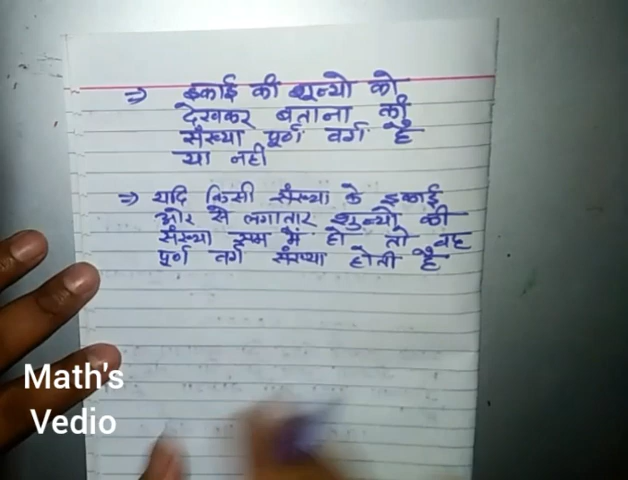 ⇒ इकाई की शून्यो को
देखकर बताना की
संख्या पूर्ण वर्ग है
या नही
⇒ यदि किसी संख्या के इकाई
ओर से लगातार शुन्यो की
संख्या सम में हो तो वह
पूर्ण वर्ग संख्या होती है
Math's
Vedio